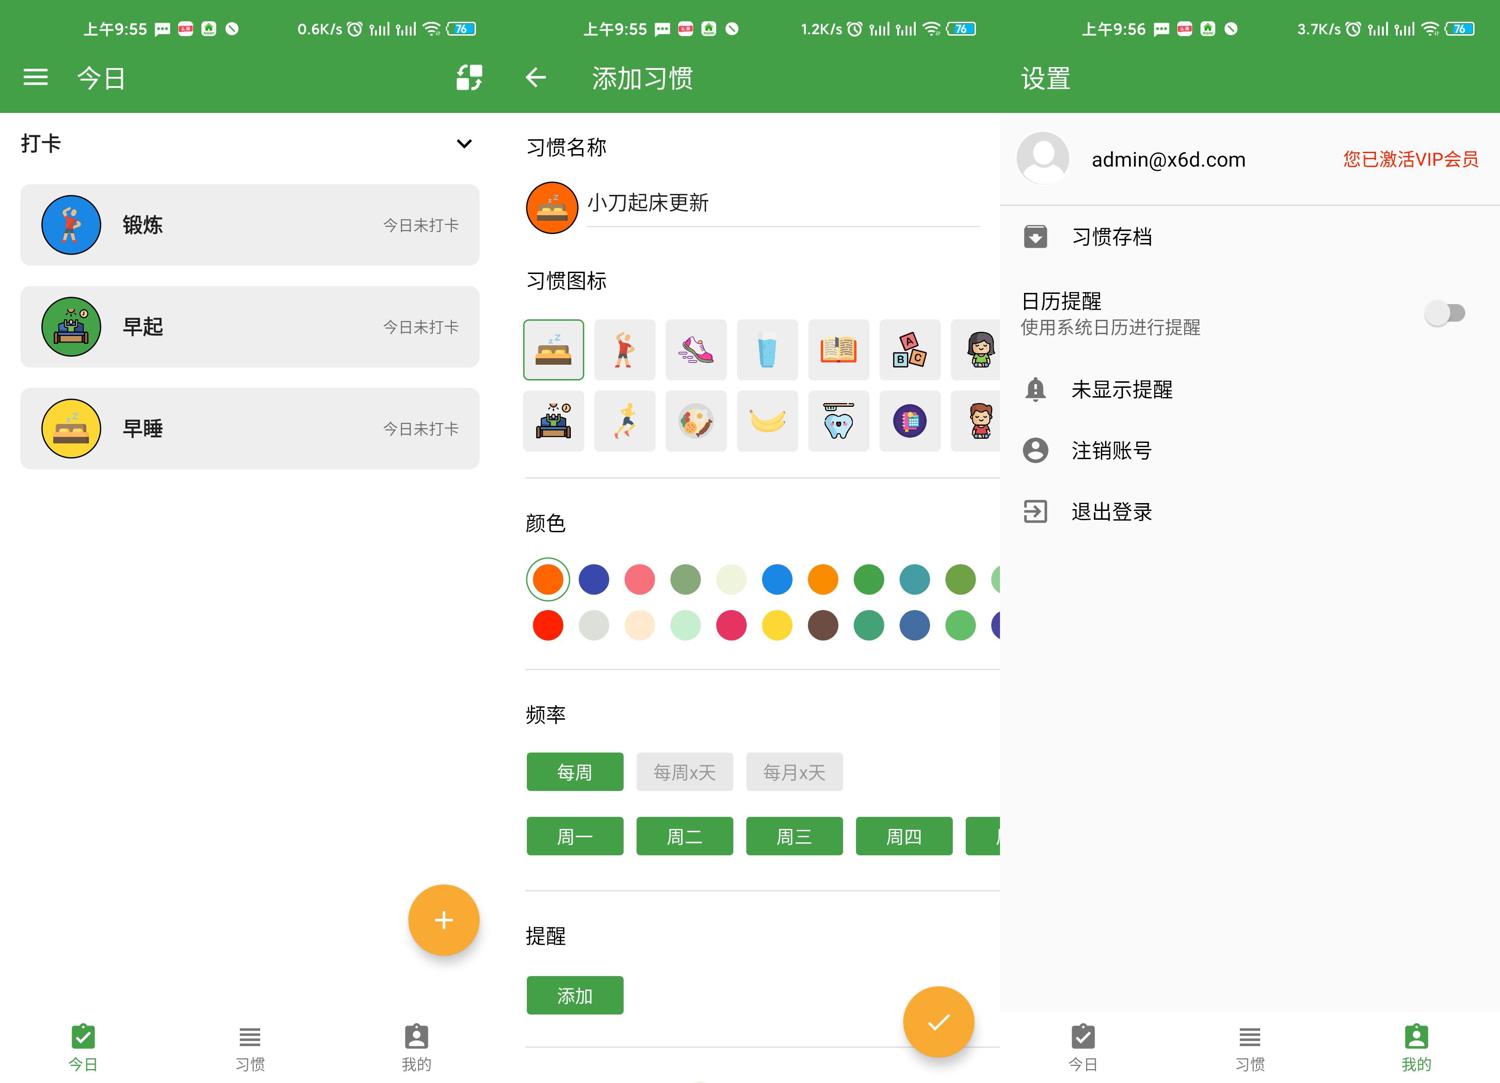 上午9:55
0.6K/s
76
今日
打卡
锻炼
今日未打卡
早起
今日未打卡
早睡
今日未打卡
今日
习惯
我的
上午9:55
1.2K/s
76
添加习惯
习惯名称
小刀起床更新
习惯图标
A
B
C
颜色
频率
每周
每周x天
每月x天
周一
周二
周三
周四
提醒
添加
上午9:56
3.7K/s
76
设置
admin@x6d.com
您已激活VIP会员
习惯存档
日历提醒
使用系统日历进行提醒
未显示提醒
注销账号
退出登录
今日
习惯
我的